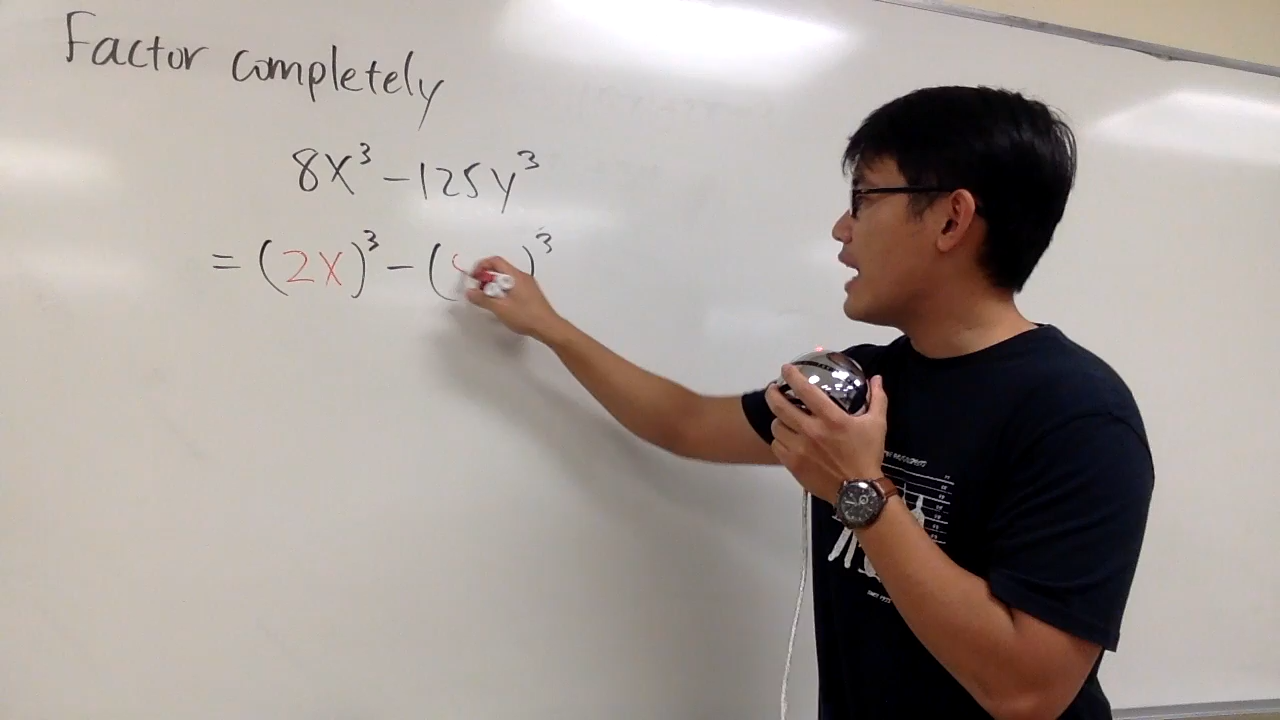 Factor completely
8x³ - 125y³
= (2x)³ - ( )³